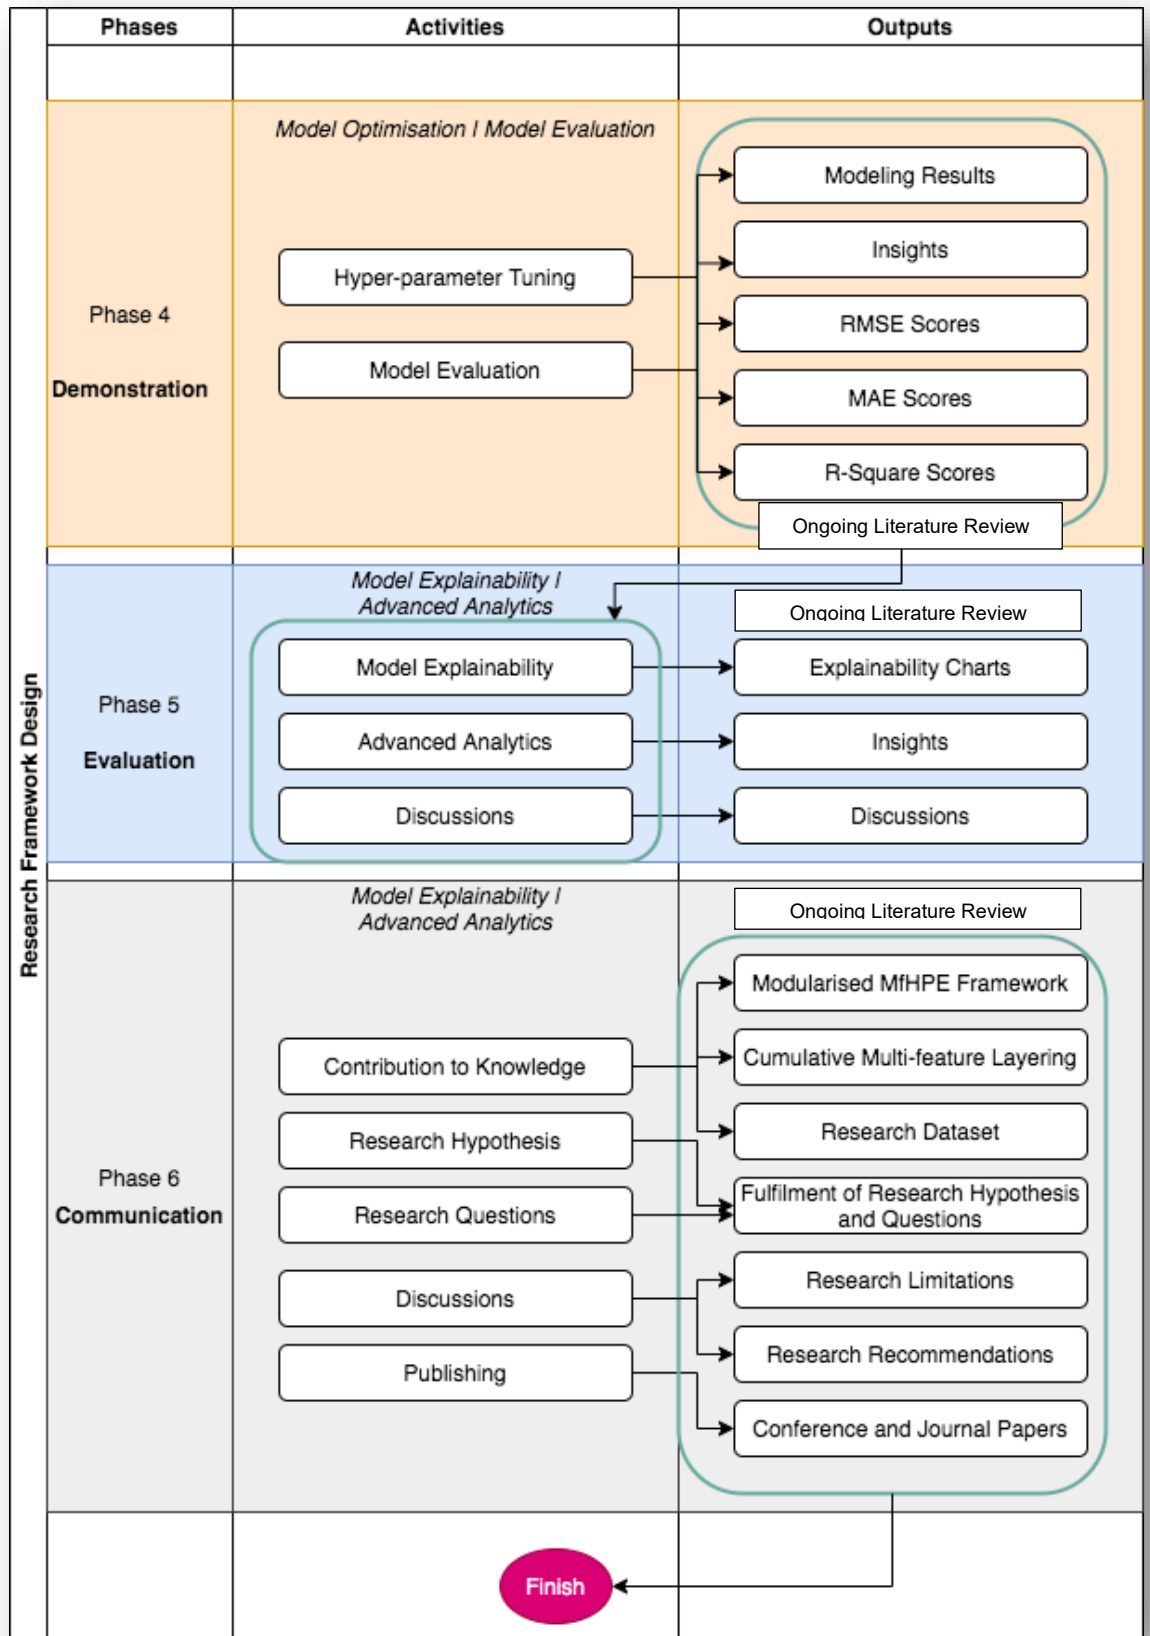 Phases
Activities
Outputs
Research Framework Design
Model Optimisation | Model Evaluation
Phase 4
Demonstration
Hyper-parameter Tuning
Model Evaluation
Modeling Results
Insights
RMSE Scores
MAE Scores
R-Square Scores
Ongoing Literature Review
Model Explainability |
Advanced Analytics
Ongoing Literature Review
Phase 5
Evaluation
Model Explainability
Advanced Analytics
Discussions
Explainability Charts
Insights
Discussions
Model Explainability |
Advanced Analytics
Ongoing Literature Review
Phase 6
Communication
Contribution to Knowledge
Research Hypothesis
Research Questions
Discussions
Publishing
Modularised MfHPE Framework
Cumulative Multi-feature Layering
Research Dataset
Fulfilment of Research Hypothesis
and Questions
Research Limitations
Research Recommendations
Conference and Journal Papers
Finish